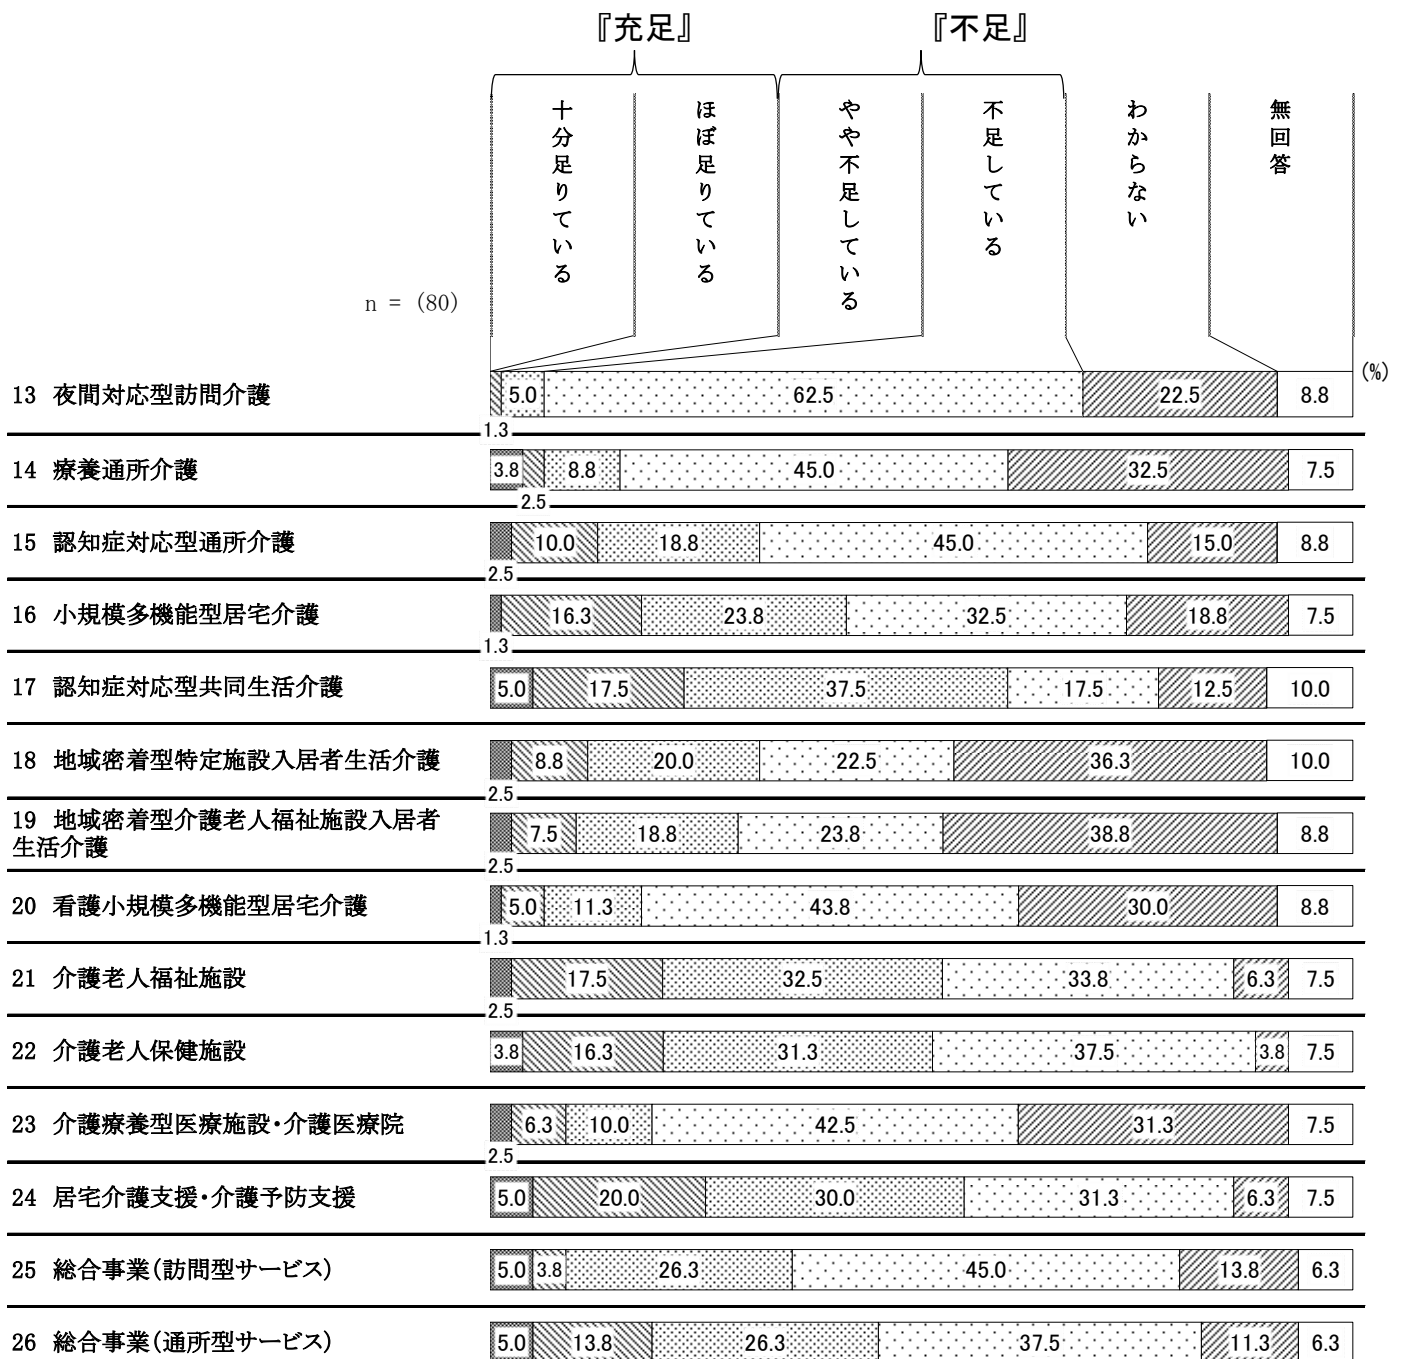 『充足』 『不足』
十分足りている
ほぼ足りている
やや不足している
不足している
わからない
無回答
n = (80)
(%)
13 夜間対応型訪問介護 5.0 62.5 22.5 8.8
1.3
14 療養通所介護 3.8 8.8 45.0 32.5 7.5
2.5
15 認知症対応型通所介護 10.0 18.8 45.0 15.0 8.8
2.5
16 小規模多機能型居宅介護 16.3 23.8 32.5 18.8 7.5
1.3
17 認知症対応型共同生活介護 5.0 17.5 37.5 17.5 12.5 10.0
18 地域密着型特定施設入居者生活介護 8.8 20.0 22.5 36.3 10.0
2.5
19 地域密着型介護老人福祉施設入居者
生活介護 7.5 18.8 23.8 38.8 8.8
2.5
20 看護小規模多機能型居宅介護 5.0 11.3 43.8 30.0 8.8
1.3
21 介護老人福祉施設 17.5 32.5 33.8 6.3 7.5
2.5
22 介護老人保健施設 3.8 16.3 31.3 37.5 3.8 7.5
23 介護療養型医療施設・介護医療院 6.3 10.0 42.5 31.3 7.5
2.5
24 居宅介護支援・介護予防支援 5.0 20.0 30.0 31.3 6.3 7.5
25 総合事業(訪問型サービス) 5.0 3.8 26.3 45.0 13.8 6.3
26 総合事業(通所型サービス) 5.0 13.8 26.3 37.5 11.3 6.3